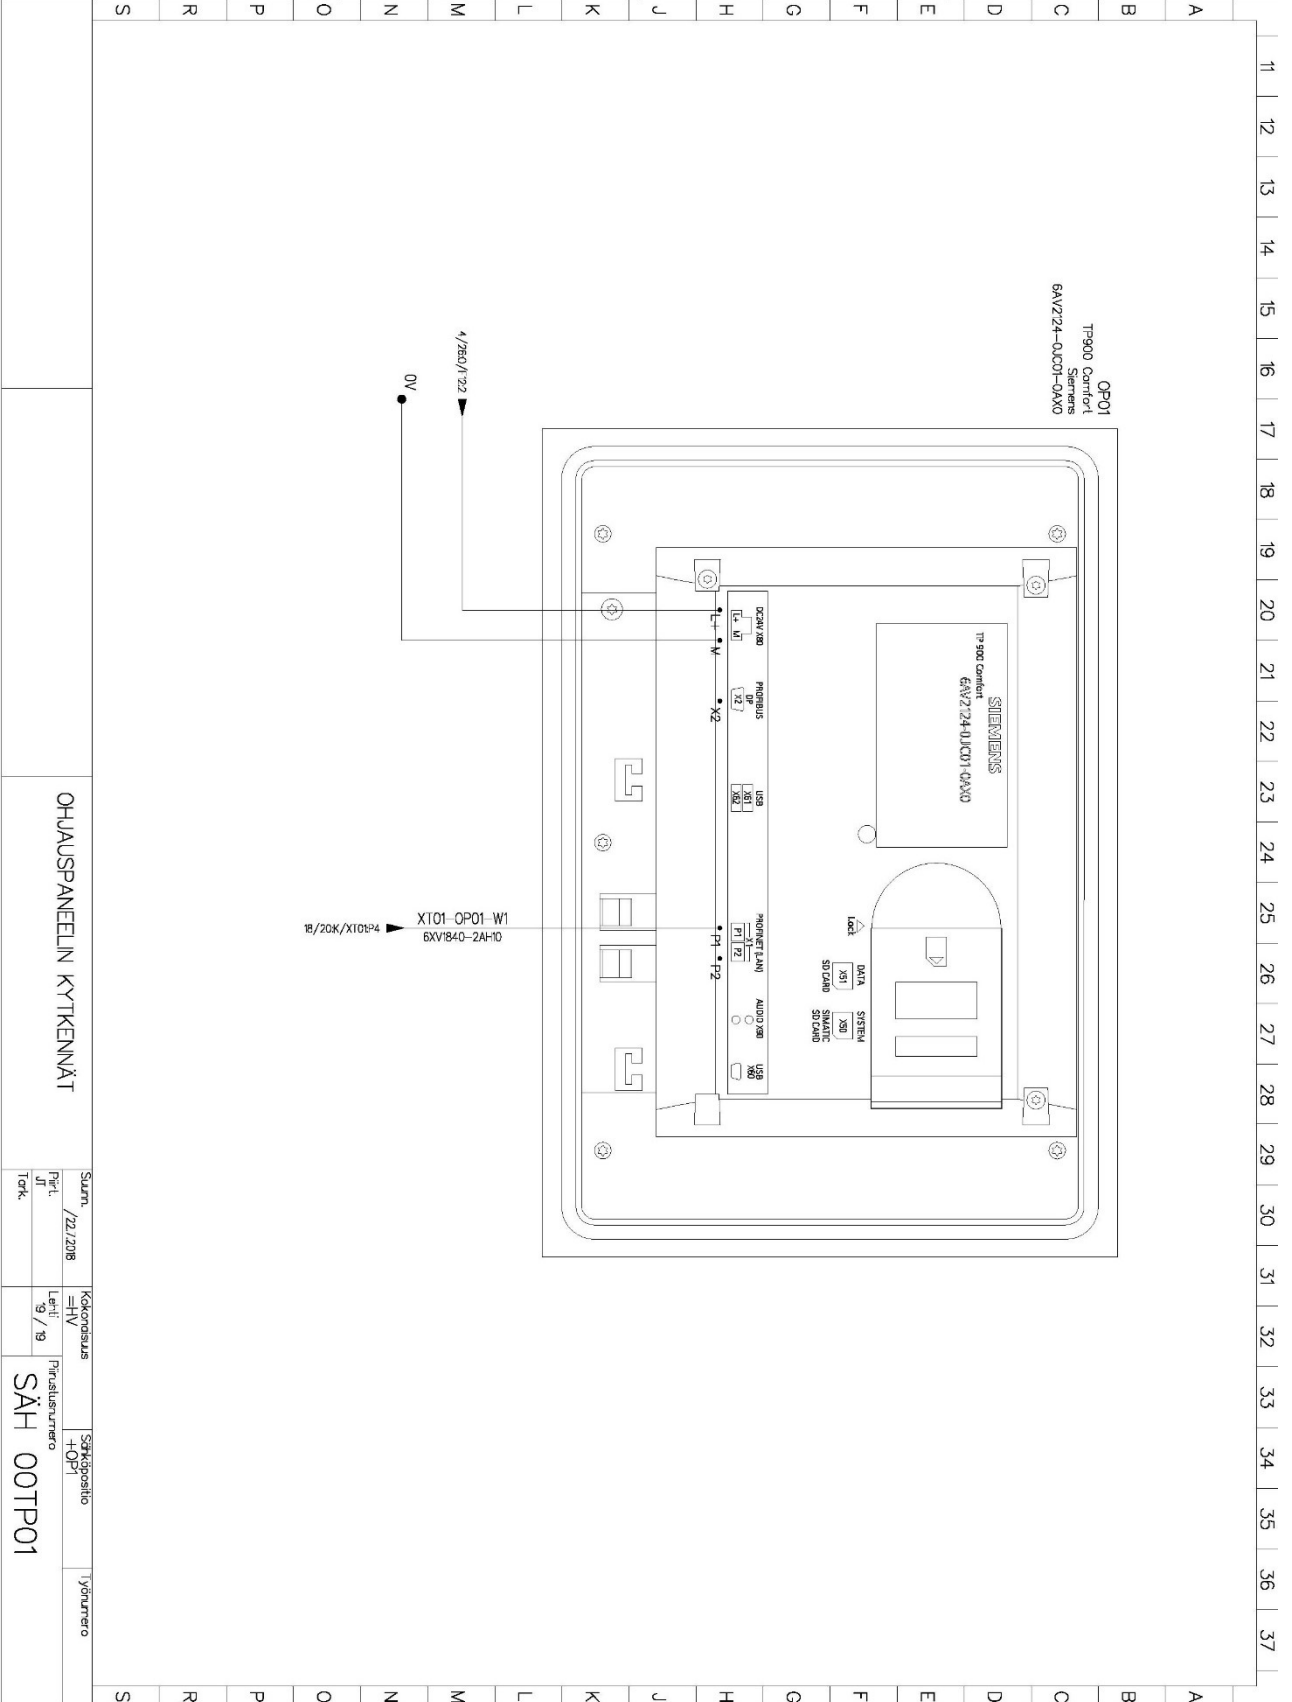 11 12 13 14 15 16 17 18 19 20 21 22 23 24 25 26 27 28 29 30 31 32 33 34 35 36 37
A
B
C
D
E
F
G
H
J
K
L
M
N
O
P
R
S
A
B
C
D
E
F
G
H
J
K
L
M
N
O
P
R
S
OP01
TP900 Comfort
Siemens
6AV2124-0JC01-0AX0
SIEMENS
TP 900 Comfort
6AV2124-0JC01-0AX0
Lock
DATA
X51
SD CARD
SYSTEM
X50
SIMATIC
SD CARD
DC24V X80
L+ M
PROFIBUS
DP
X2
USB
X61
X62
PROFINET (LAN)
X1
P1 P2
AUDIO X90
USB
X60
L+ M X2 P1 P2
0V
XT01-OP01-W1
6XV1840-2AH10
18/20:K/XT01:P4
OHJAUSPANEELIN KYTKENNÄT
Suunn.
/22.7.2018
Piirt.
JT
Tark.
Kokonaisuus
=HV
Sähköpositio
+OP1
Työnumero
Lehti
19 / 19
Piirustusnumero
SÄH 00TP01